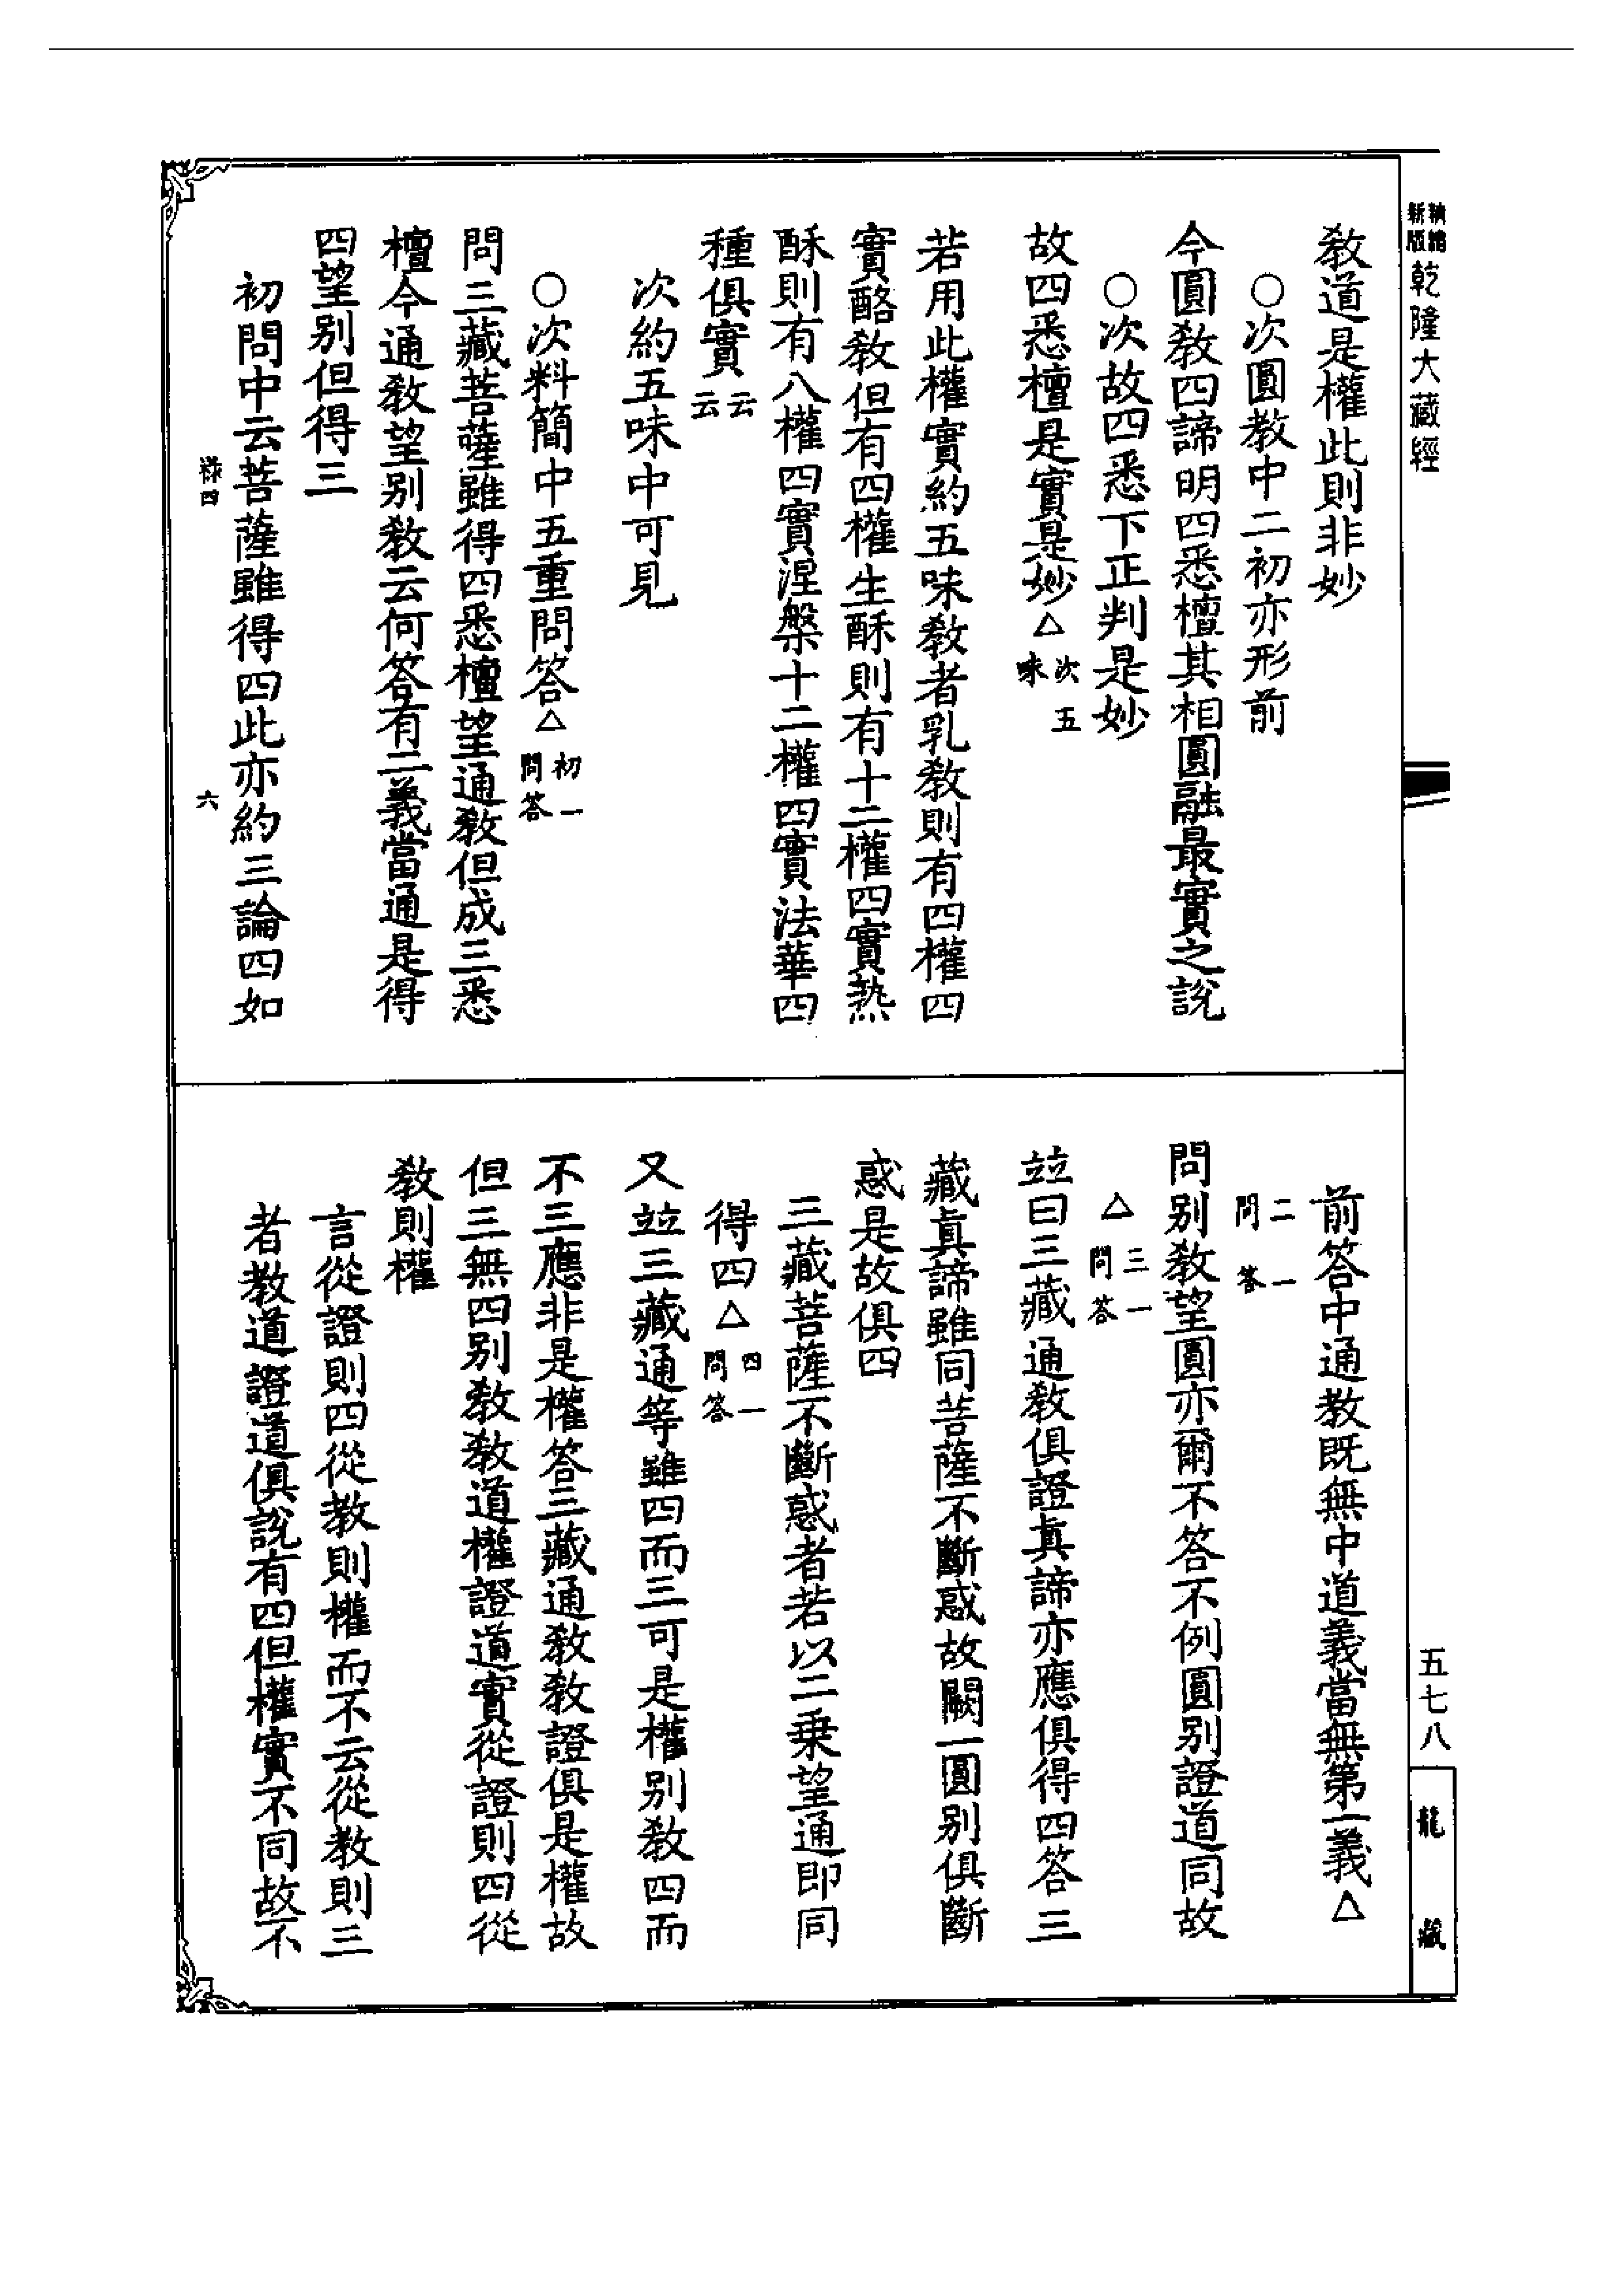 精編新版乾隆大藏經
教道是權此則非妙
○次圓教中二初亦形前
今圓教四諦明四悉檀其相圓融最實之說
○次故四悉下正判是妙
故四悉檀是實是妙△次五味
若用此權實約五味教者乳教則有四權四
實酪教但有四權生酥則有十二權四實熟
酥則有八權四實涅槃十二權四實法華四
種俱實云云
次約五味中可見
○次料簡中五重問答△初一問答
問三藏菩薩雖得四悉檀望通教但成三悉
檀今通教望別教云何答有二義當通是得
四望別但得三
初問中云菩薩雖得四此亦約三論四如
祿四 六
前答中通教既無中道義當無第一義△
二一問答
問別教望圓亦爾不答不例圓別證道同故
△三一問答
竝曰三藏通教俱證真諦亦應俱得四答三
藏真諦雖同菩薩不斷惑故闕一圓別俱斷
惑是故俱四
三藏菩薩不斷惑者若以二乗望通即同
得四△四一問答
又竝三藏通等雖四而三可是權別教四而
不三應非是權答三藏通教教證俱是權故
但三無四別教教道權證道實從證則四從
教則權
言從證則四從教則權而不云從教則三
者教道證道俱說有四但權實不同故不
五七八
龍藏